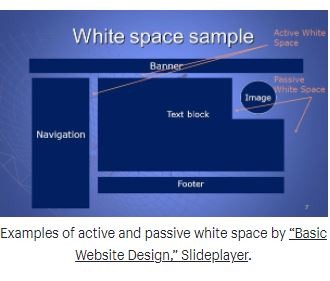 White space sample
Active White
Space
Banner
Passive
White Space
Image
Text block
Navigation
Footer
7
Examples of active and passive white space by “Basic
Website Design,” Slideplayer.